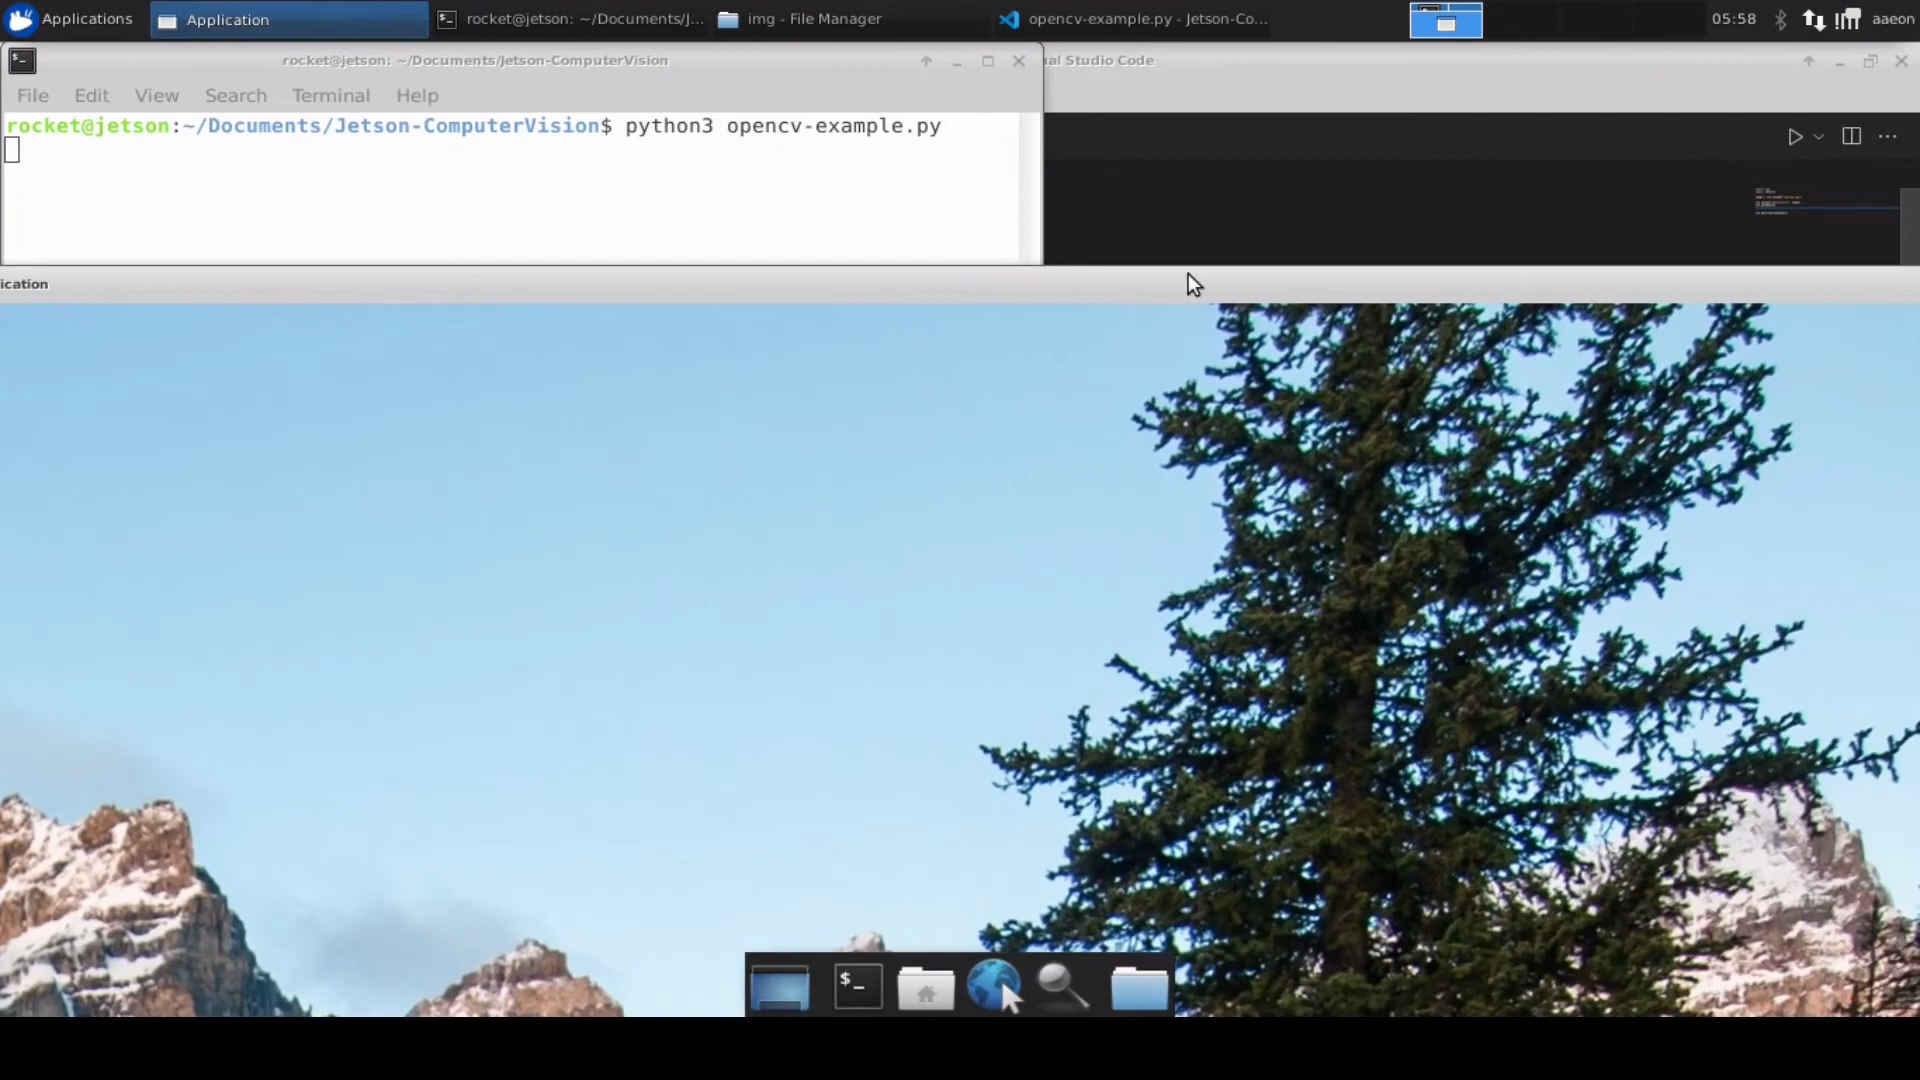 Applications
Application
rocket@jetson: ~/Documents/J...
img - File Manager
opencv-example.py - Jetson-Co...
05:58
aaeon
rocket@jetson: ~/Documents/Jetson-ComputerVision
al Studio Code
File Edit View Search Terminal Help
rocket@jetson:~/Documents/Jetson-ComputerVision$ python3 opencv-example.py
ication
$-